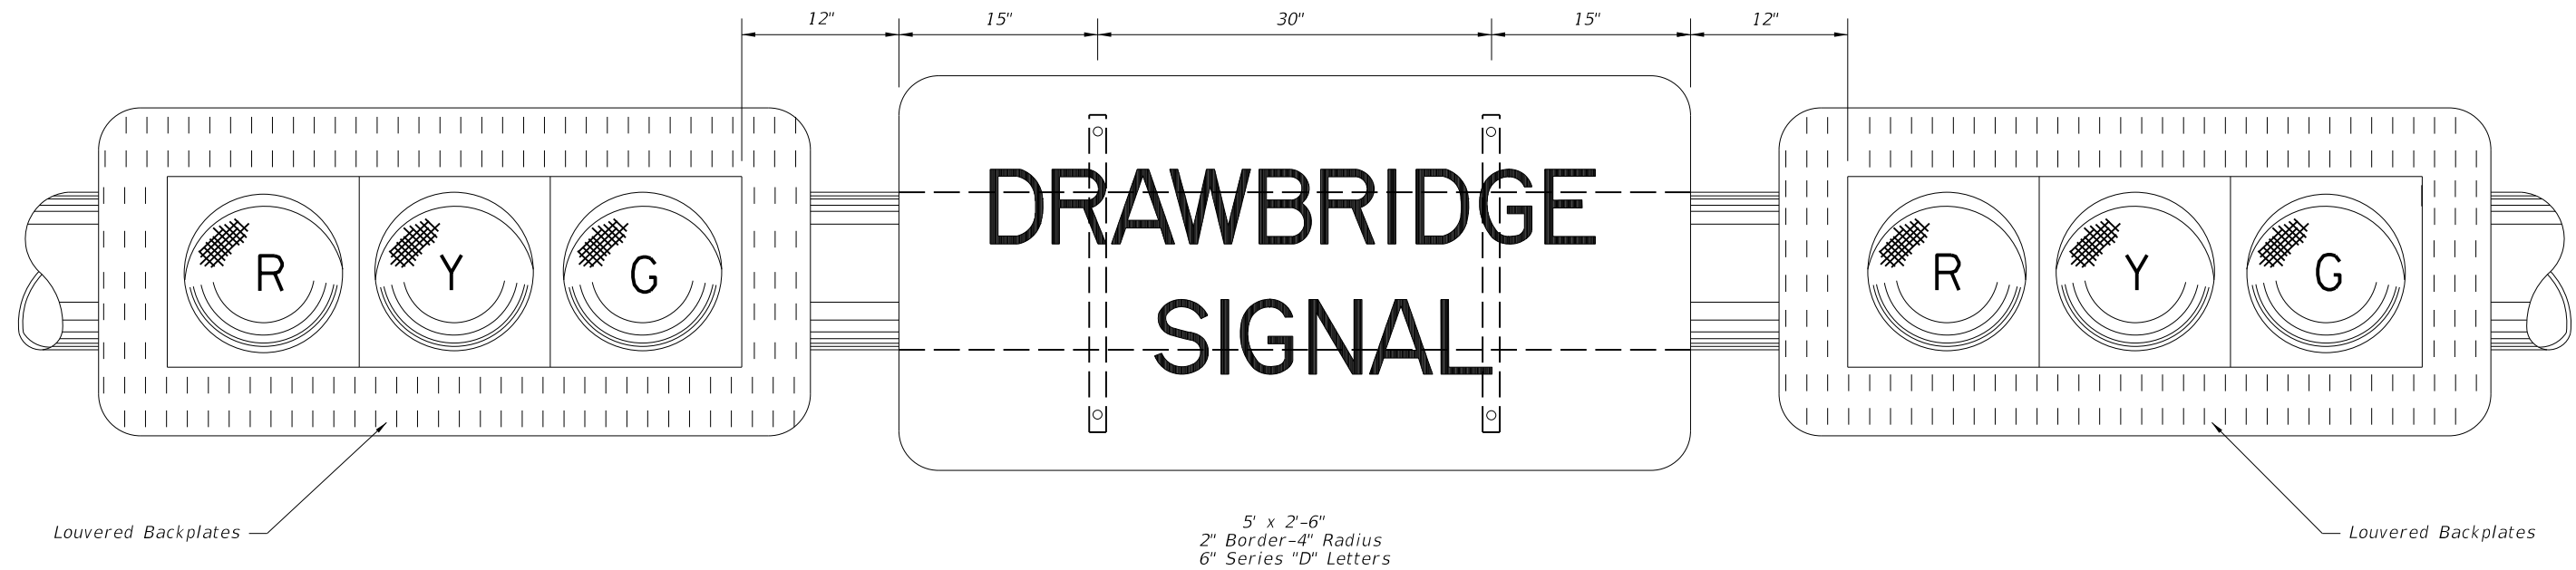 12" 15" 30" 15" 12"
DRAWBRIDGE
SIGNAL
R Y G
R Y G
Louvered Backplates
5' x 2'-6"
2" Border-4" Radius
6" Series "D" Letters
Louvered Backplates